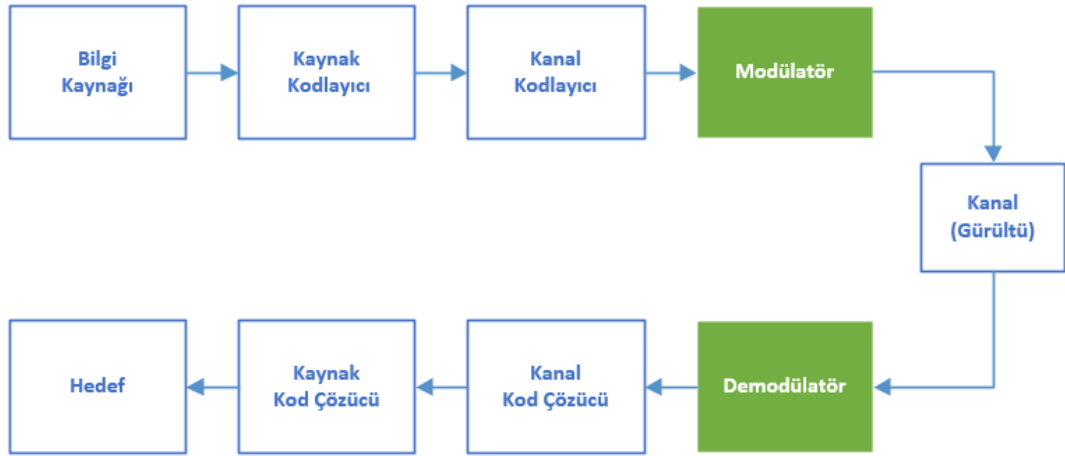 Bilgi
Kaynağı
Kaynak
Kodlayıcı
Kanal
Kodlayıcı
Modülatör
Kanal
(Gürültü)
Hedef
Kaynak
Kod Çözücü
Kanal
Kod Çözücü
Demodülatör